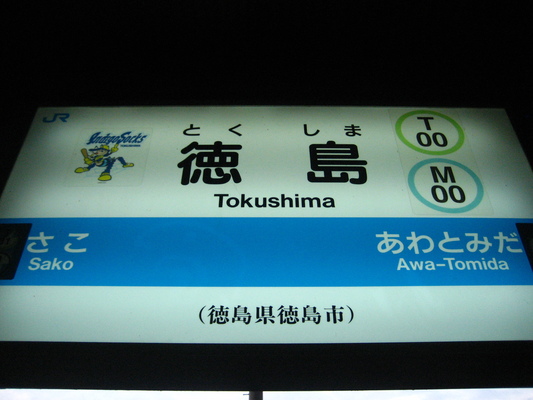 JR
IndigoSocks
T
00
とくしま
徳島
M
00
Tokushima
さこ
あわとみだ
Sako
Awa-Tomida
(徳島県徳島市)